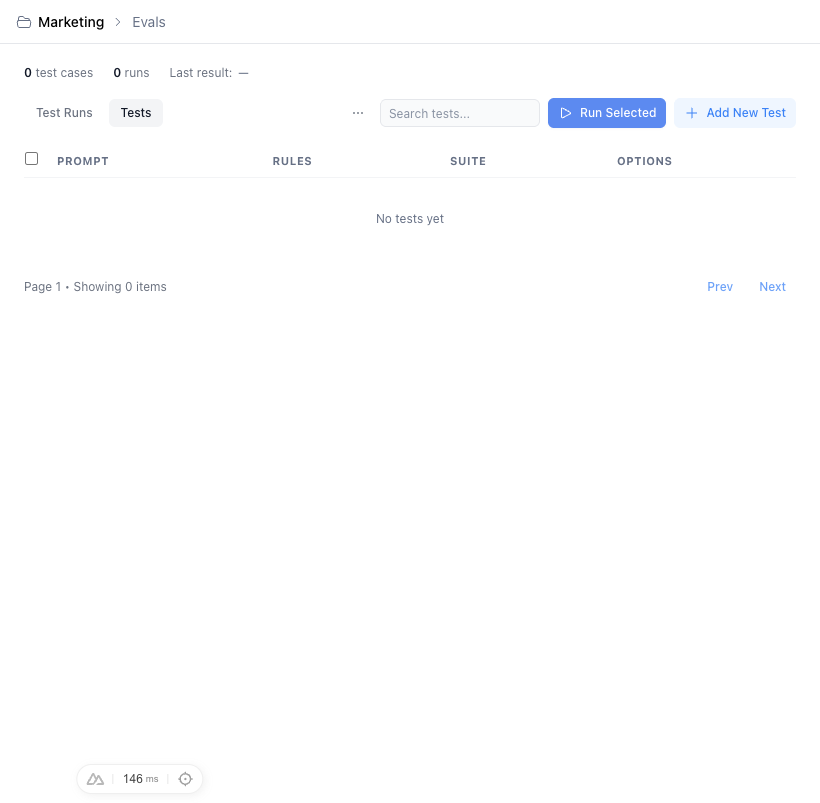 Marketing > Evals
0 test cases 0 runs Last result: —
Test Runs Tests ... Search tests... Run Selected + Add New Test
PROMPT RULES SUITE OPTIONS
No tests yet
Page 1 • Showing 0 items Prev Next
146 ms